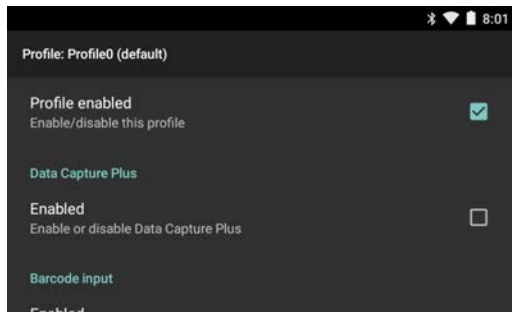 8:01
Profile: Profile0 (default)
Profile enabled
Enable/disable this profile
Data Capture Plus
Enabled
Enable or disable Data Capture Plus
Barcode input
Enabled